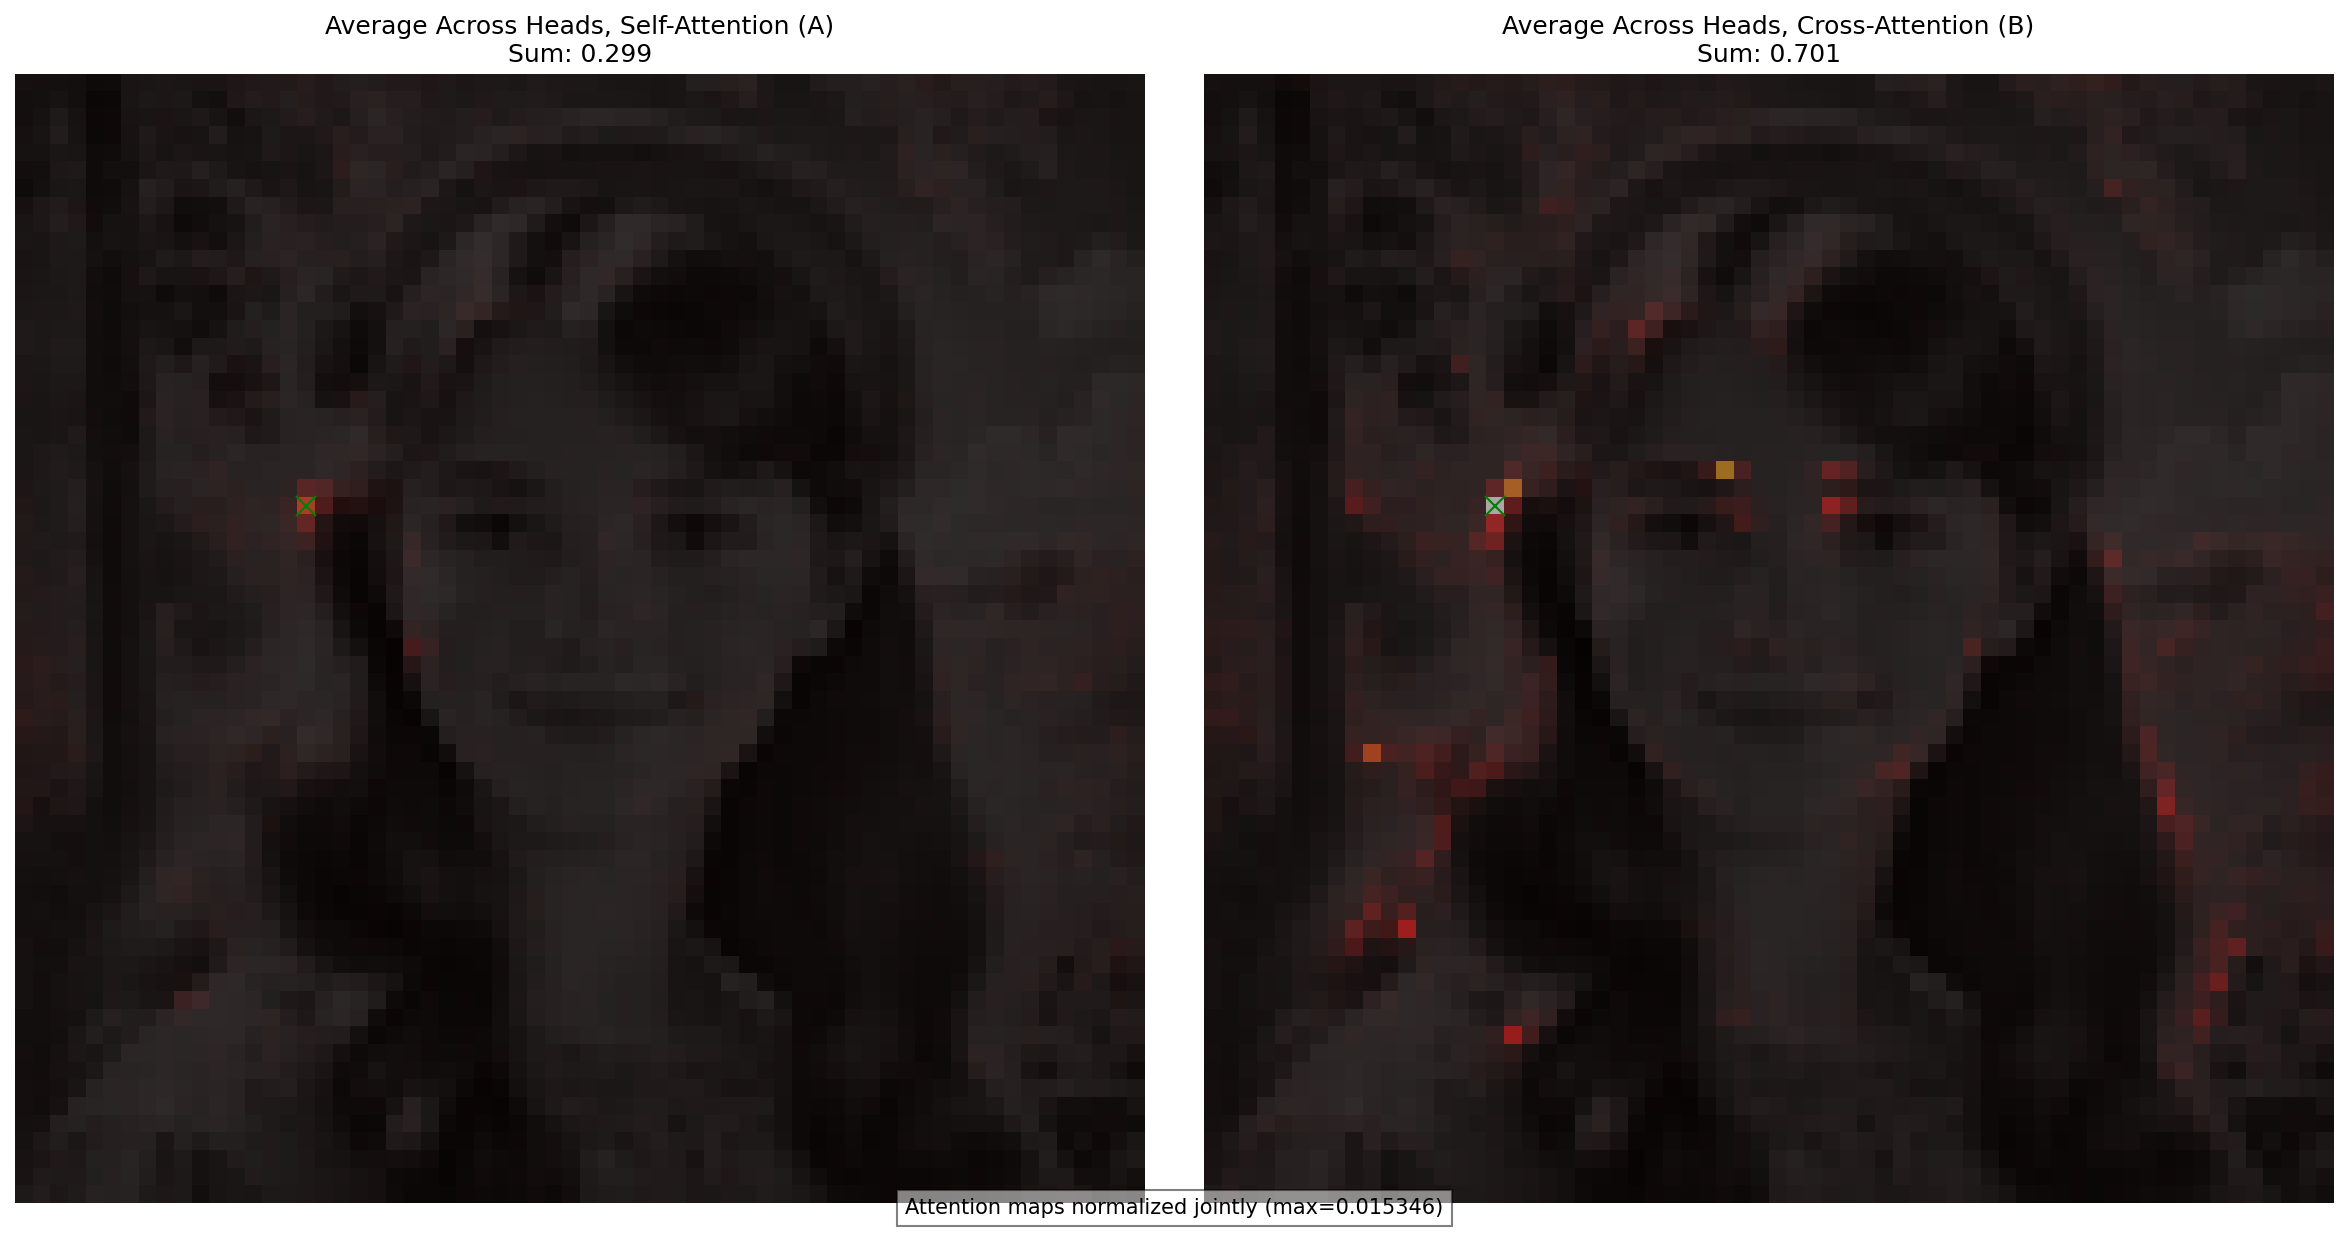 Average Across Heads, Self-Attention (A)
Sum: 0.299
Average Across Heads, Cross-Attention (B)
Sum: 0.701
Attention maps normalized jointly (max=0.015346)